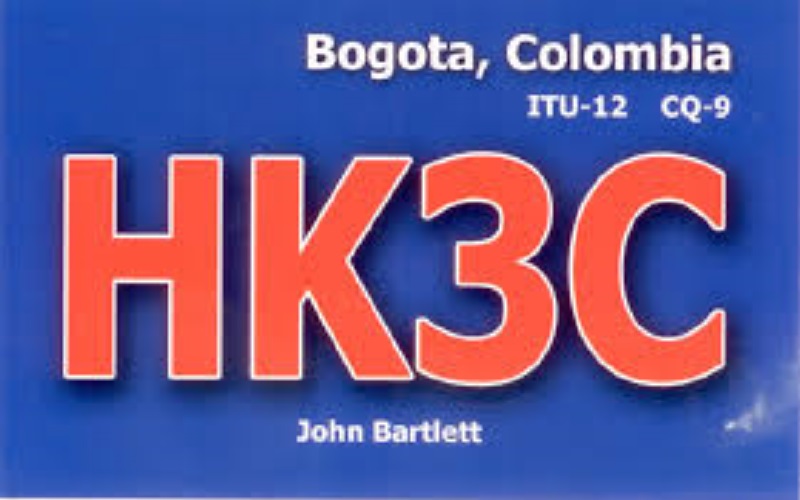 Bogota, Colombia
ITU-12 CQ-9
HK3C
John Bartlett